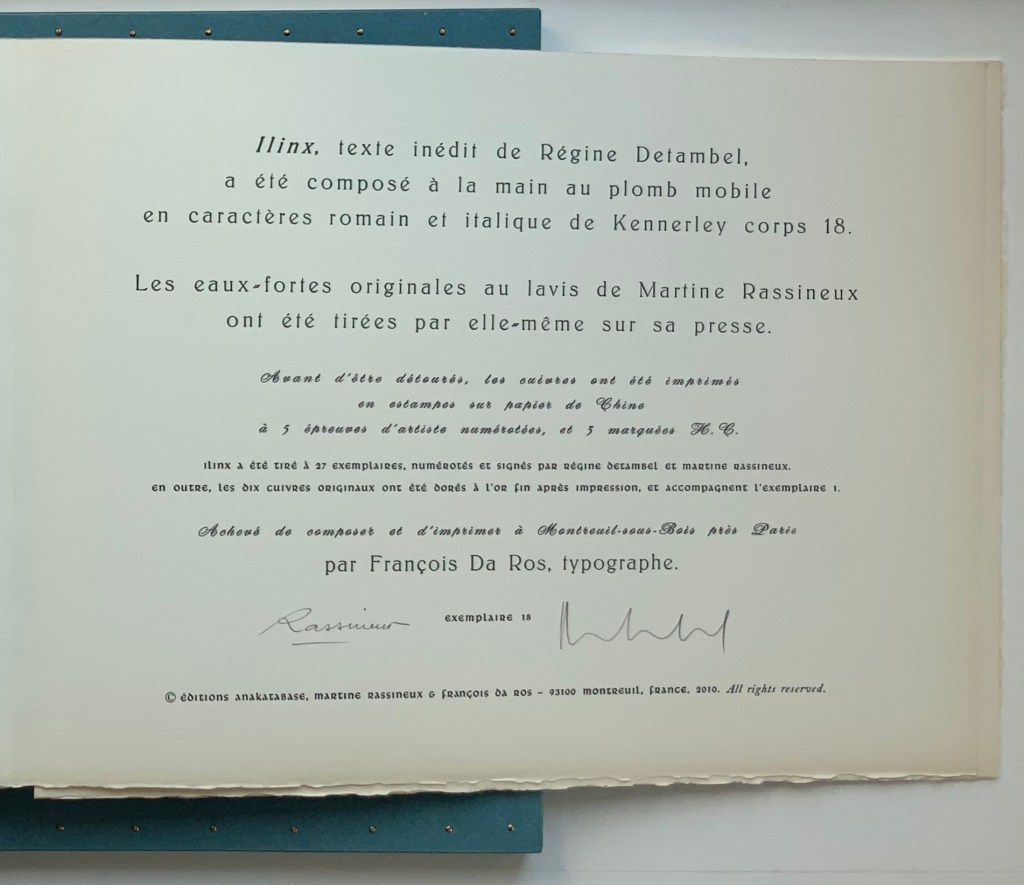 Ilinx, texte inédit de Régine Detambel,
a été composé à la main au plomb mobile
en caractères romain et italique de Kennerley corps 18.
Les eaux-fortes originales au lavis de Martine Rassineux
ont été tirées par elle-même sur sa presse.
Avant d'être détourés, les cuivres ont été imprimés
en estampes sur papier de Chine
à 5 épreuves d'artiste numérotées, et 3 marquées H.C.
Ilinx a été tiré à 27 exemplaires, numérotés et signés par Régine Detambel et Martine Rassineux.
en outre, les dix cuivres originaux ont été dorés à l'or fin après impression, et accompagnent l'exemplaire 1.
Achevé de composer et d'imprimer à Montreuil-sous-Bois près Paris
par François Da Ros, typographe.
Rassineux exemplaire 18
© éditions anakatabase, martine rassineux & françois da ros – 93100 montreuil, france, 2010. All rights reserved.